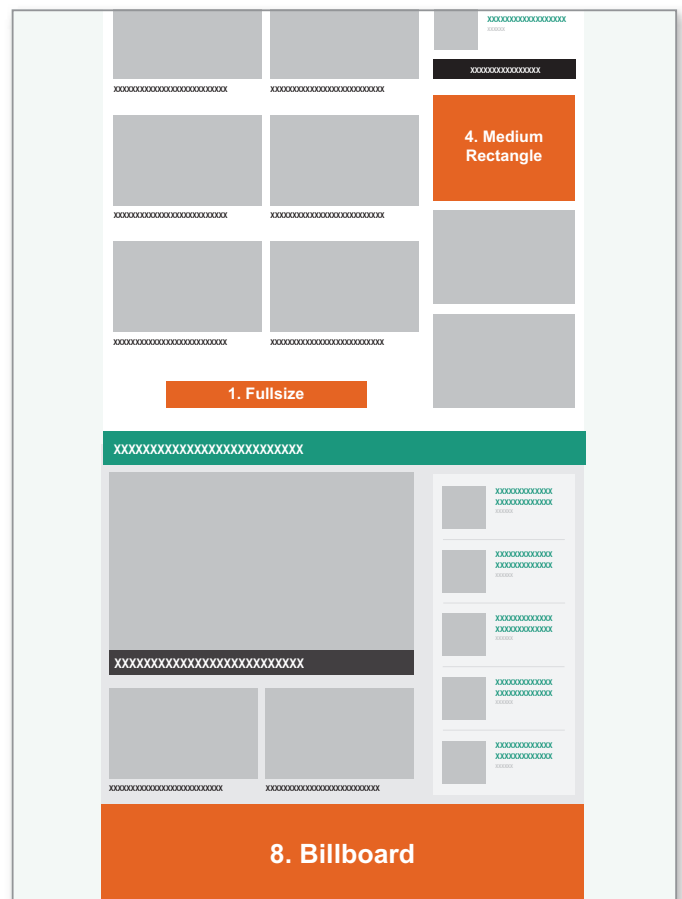 XXXXXXXXXXXXXXXXXX
xxxxxx
XXXXXXXXXXXXXXXX
XXXXXXXXXXXXXXXXXXXXXXXXXX
XXXXXXXXXXXXXXXXXXXXXXXXXX
4. Medium
Rectangle
XXXXXXXXXXXXXXXXXXXXXXXXXX
XXXXXXXXXXXXXXXXXXXXXXXXXX
XXXXXXXXXXXXXXXXXXXXXXXXXX
XXXXXXXXXXXXXXXXXXXXXXXXXX
1. Fullsize
XXXXXXXXXXXXXXXXXXXXXXXXXX
XXXXXXXXXXXXXXXXXXXXXXXXXX
XXXXXXXXXXXXXXXXXXXXXXXXXX
XXXXXXXXXXXXXXXXXXXXXXXXXX
XXXXXXXXXXXXX
XXXXXXXXXXXXX
xxxxxx
XXXXXXXXXXXXX
XXXXXXXXXXXXX
xxxxxx
XXXXXXXXXXXXX
XXXXXXXXXXXXX
xxxxxx
XXXXXXXXXXXXX
XXXXXXXXXXXXX
xxxxxx
XXXXXXXXXXXXX
XXXXXXXXXXXXX
xxxxxx
8. Billboard